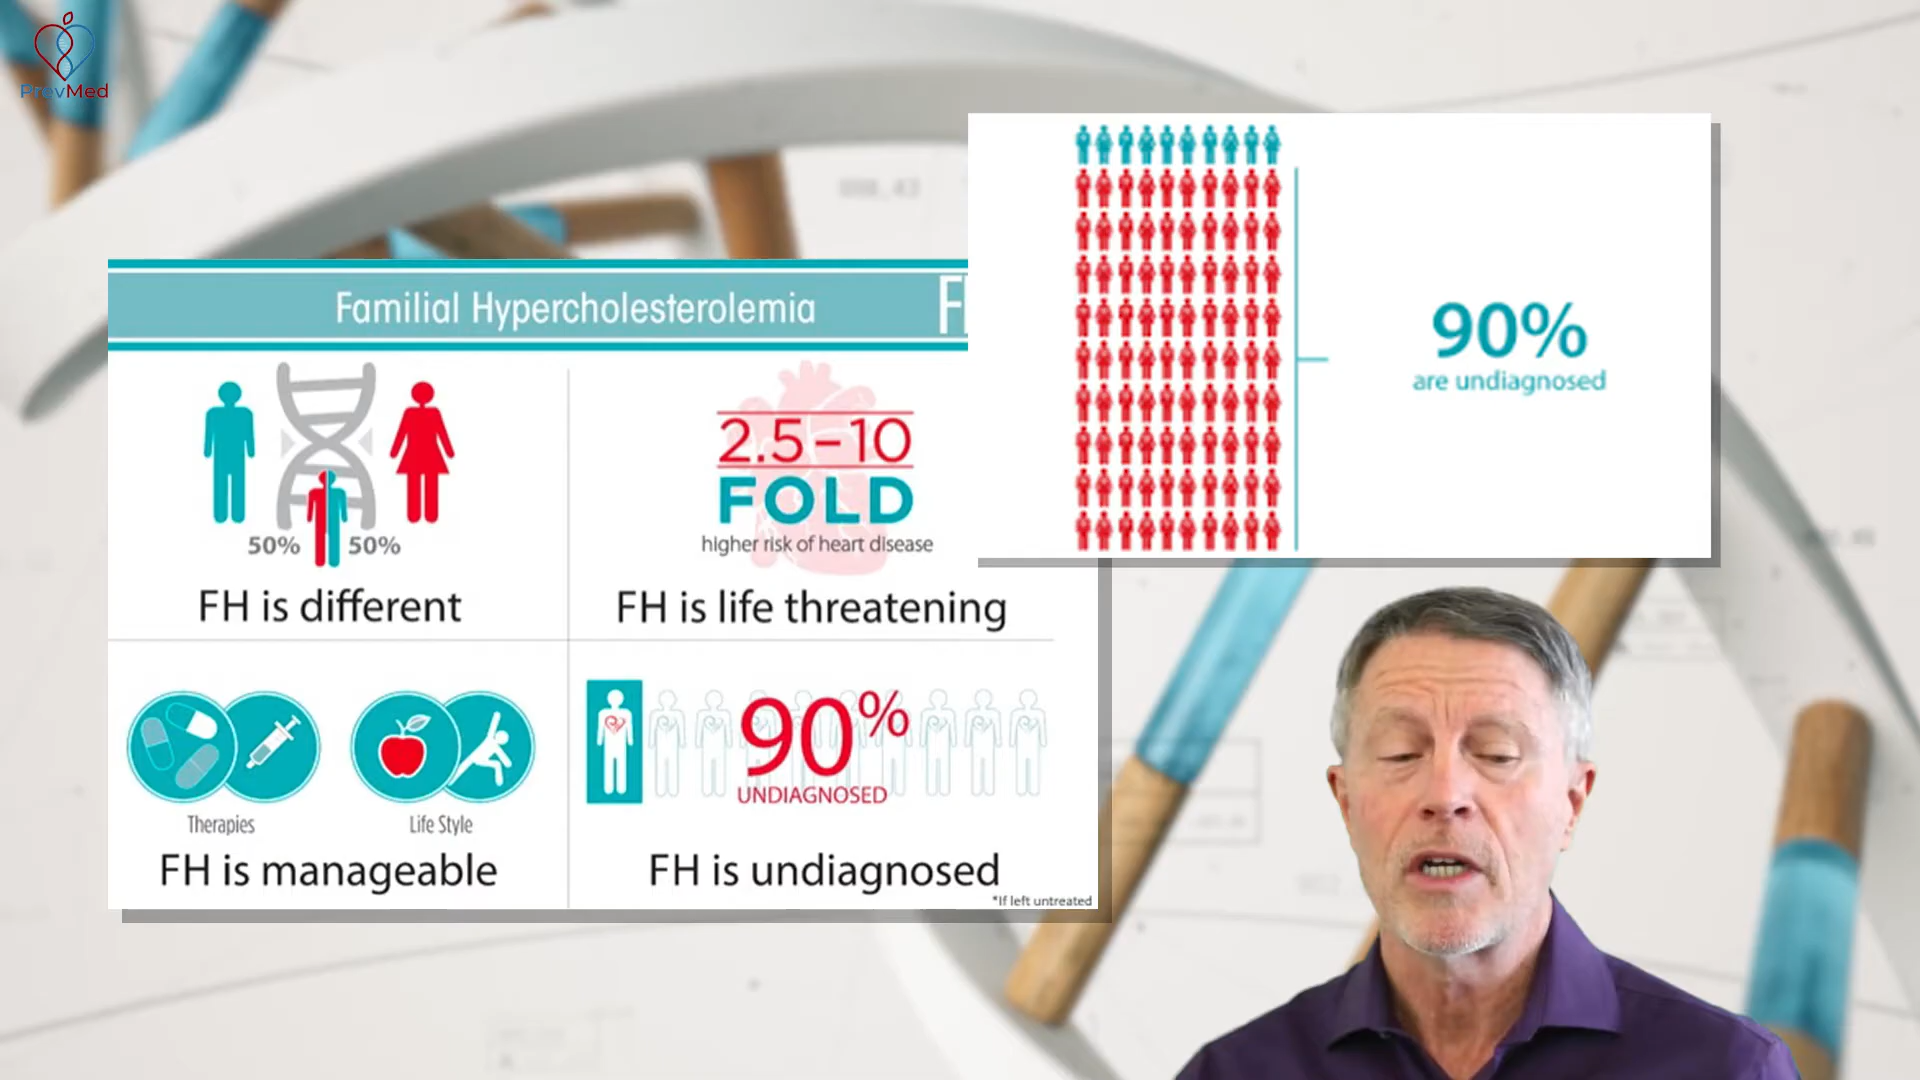 PrevMed
Familial Hypercholesterolemia
50% 50%
FH is different
2.5-10
FOLD
higher risk of heart disease
FH is life threatening
Therapies
Life Style
FH is manageable
90%
UNDIAGNOSED
FH is undiagnosed
*If left untreated
90%
are undiagnosed